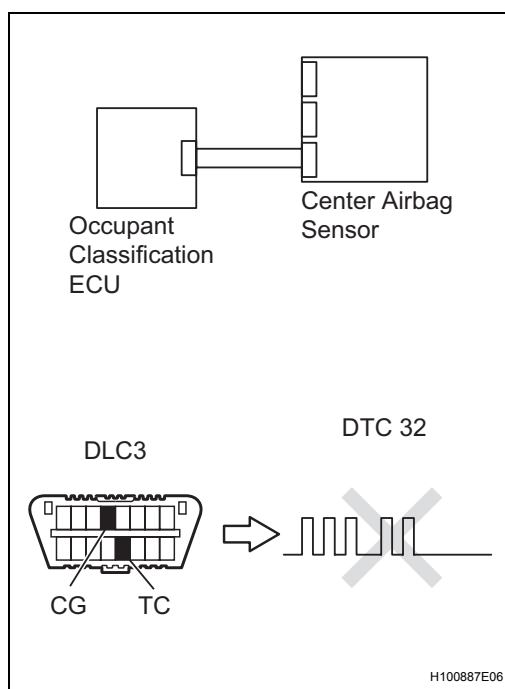 Occupant
Classification
ECU
Center Airbag
Sensor
DTC 32
DLC3
CG
TC
H100887E06